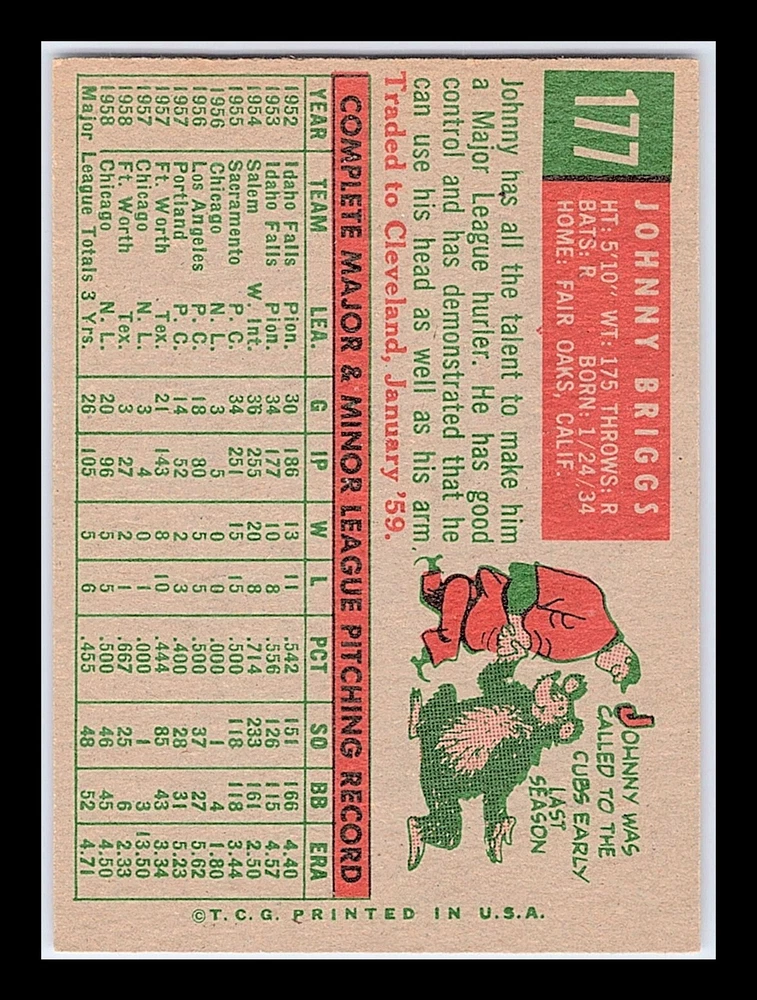 177
JOHNNY BRIGGS
HT: 5'10" WT: 175 THROWS: R
BATS: R BORN: 1/24/34
HOME: FAIR OAKS, CALIF.
Johnny has all the talent to make him
a Major League hurler. He has good
control and has demonstrated that he
can use his head as well as his arm.
Traded to Cleveland, January '59.
JOHNNY WAS
CALLED TO THE
CUBS EARLY
LAST
SEASON
COMPLETE MAJOR & MINOR LEAGUE PITCHING RECORD
YEAR TEAM LEA. G IP W L PCT SO BB ERA
1952 Idaho Falls Pion. 30 186 13 11 .542 151 166 4.40
1953 Idaho Falls Pion. 34 177 10 8 .556 126 115 4.57
1954 Salem W Int. 36 255 20 8 .714 233 161 2.50
1955 Sacramento P. C. 34 251 15 15 .500 118 118 3.44
1956 Chicago N. L. 3 5 0 0 .000 1 4 1.80
1956 Los Angeles P. C. 18 80 5 5 .500 37 27 5.62
1957 Portland P. C. 14 52 2 3 .400 28 31 5.23
1957 Ft. Worth Tex. 21 143 8 10 .444 85 43 3.34
1957 Chicago N. L. 3 4 0 1 .000 1 3 13.50
1958 Ft. Worth Tex. 3 27 2 1 .667 25 6 2.33
1958 Chicago N. L. 20 96 5 5 .500 46 45 4.50
Major League Totals 3 Yrs. 26 105 5 6 .455 48 52 4.71
©T. C. G. PRINTED IN U.S.A.